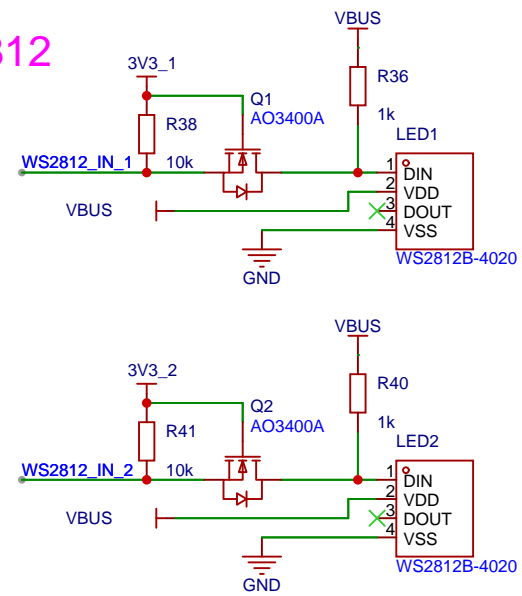 312
VBUS
3V3_1
R36
Q1
AO3400A
R38
1k
LED1
WS2812_IN_1
10k
1
DIN
2
VDD
VBUS
3
DOUT
4
VSS
WS2812B-4020
GND
VBUS
3V3_2
R40
Q2
AO3400A
R41
1k
LED2
WS2812_IN_2
10k
1
DIN
2
VDD
VBUS
3
DOUT
4
VSS
WS2812B-4020
GND